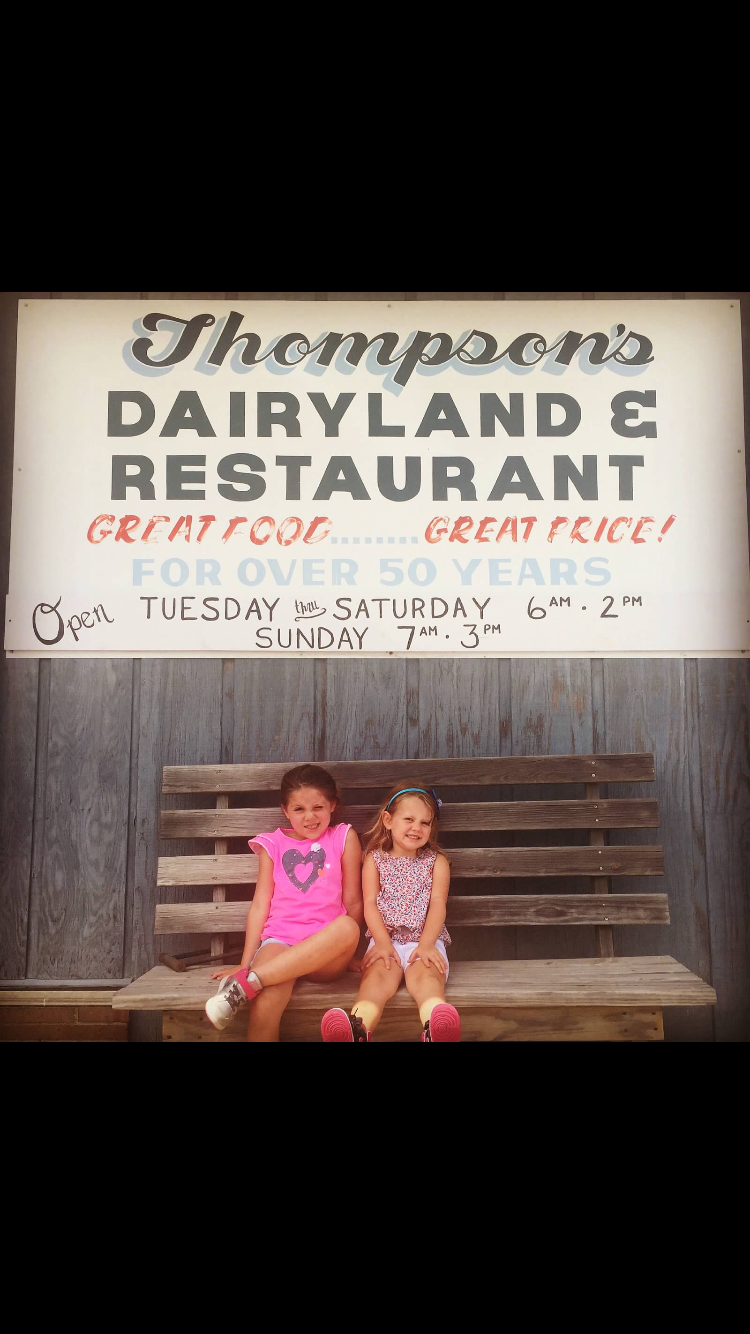 Thompson's
DAIRYLAND &
RESTAURANT
GREAT FOOD........GREAT PRICE!
FOR OVER 50 YEARS
Open TUESDAY thru SATURDAY 6AM · 2PM
SUNDAY 7AM · 3PM